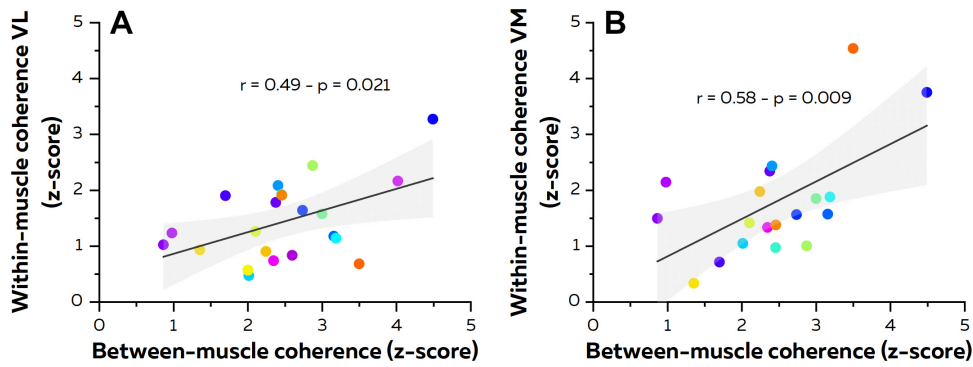 A
Within-muscle coherence VL
(z-score)
5
4
3
2
1
0
r = 0.49 - p = 0.021
0 1 2 3 4 5
Between-muscle coherence (z-score)
B
Within-muscle coherence VM
(z-score)
5
4
3
2
1
0
r = 0.58 - p = 0.009
0 1 2 3 4 5
Between-muscle coherence (z-score)